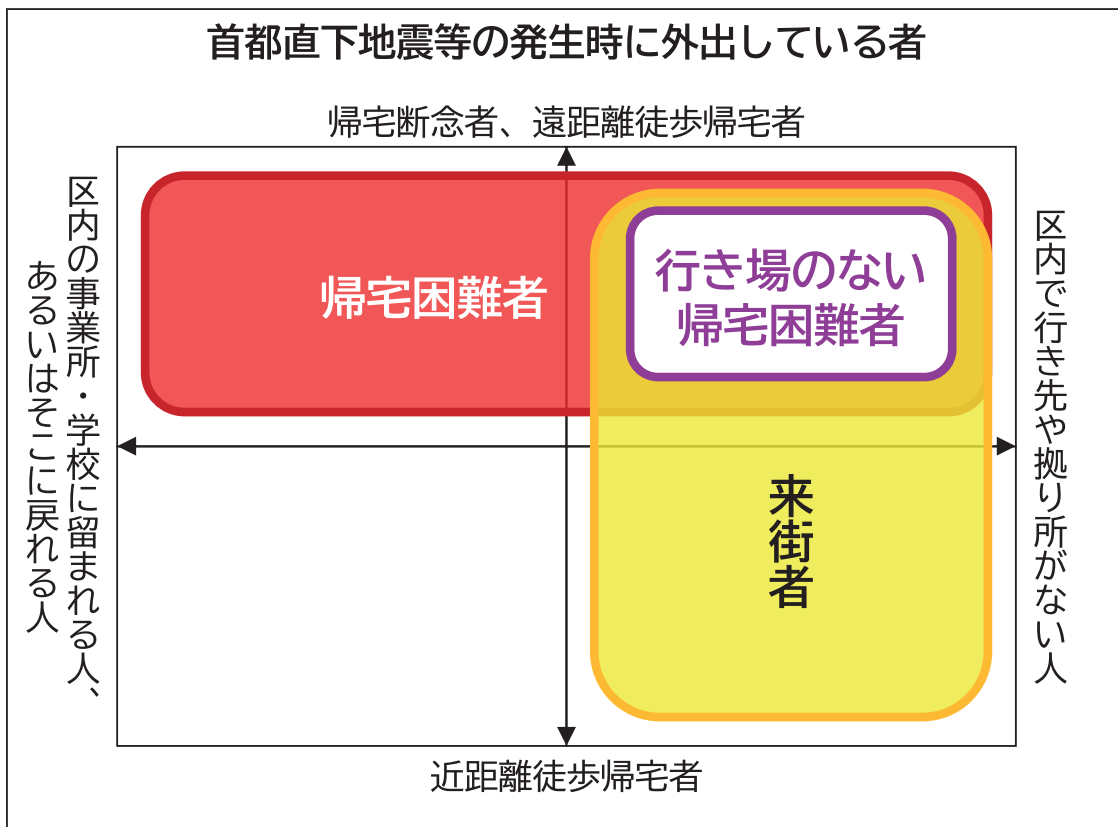 首都直下地震等の発生時に外出している者
帰宅断念者、遠距離徒歩帰宅者
区内の事業所・学校に留まれる人、
あるいはそこに戻れる人
帰宅困難者
行き場のない
帰宅困難者
来街者
区内で行き先や拠り所がない人
近距離徒歩帰宅者